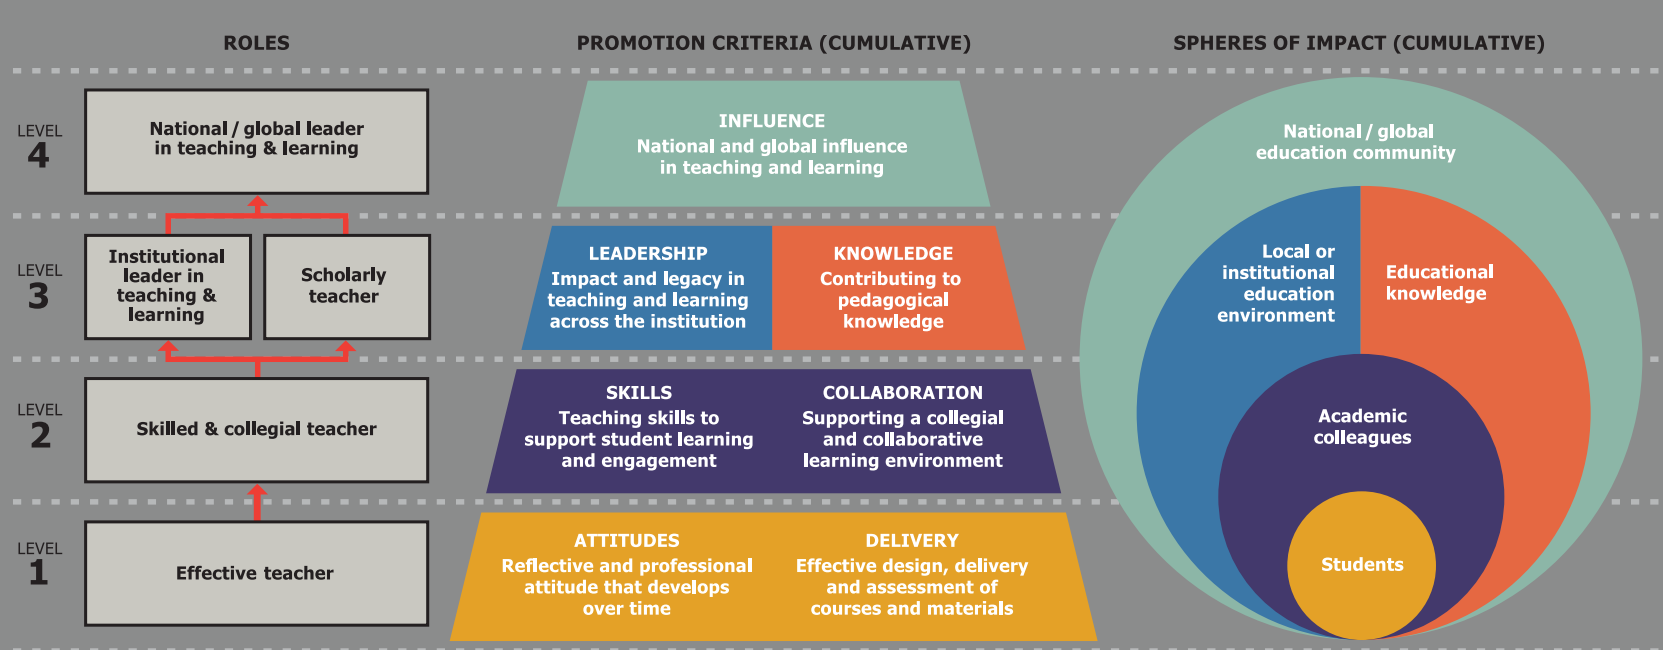 ROLES
PROMOTION CRITERIA (CUMULATIVE)
SPHERES OF IMPACT (CUMULATIVE)
LEVEL
4
National / global leader
in teaching & learning
INFLUENCE
National and global influence
in teaching and learning
National / global
education community
LEVEL
3
Institutional
leader in
teaching &
learning
Scholarly
teacher
LEADERSHIP
Impact and legacy in
teaching and learning
across the institution
KNOWLEDGE
Contributing to
pedagogical
knowledge
Local or
institutional
education
environment
Educational
knowledge
LEVEL
2
Skilled & collegial teacher
SKILLS
Teaching skills to
support student learning
and engagement
COLLABORATION
Supporting a collegial
and collaborative
learning environment
Academic
colleagues
LEVEL
1
Effective teacher
ATTITUDES
Reflective and professional
attitude that develops
over time
DELIVERY
Effective design, delivery
and assessment of
courses and materials
Students